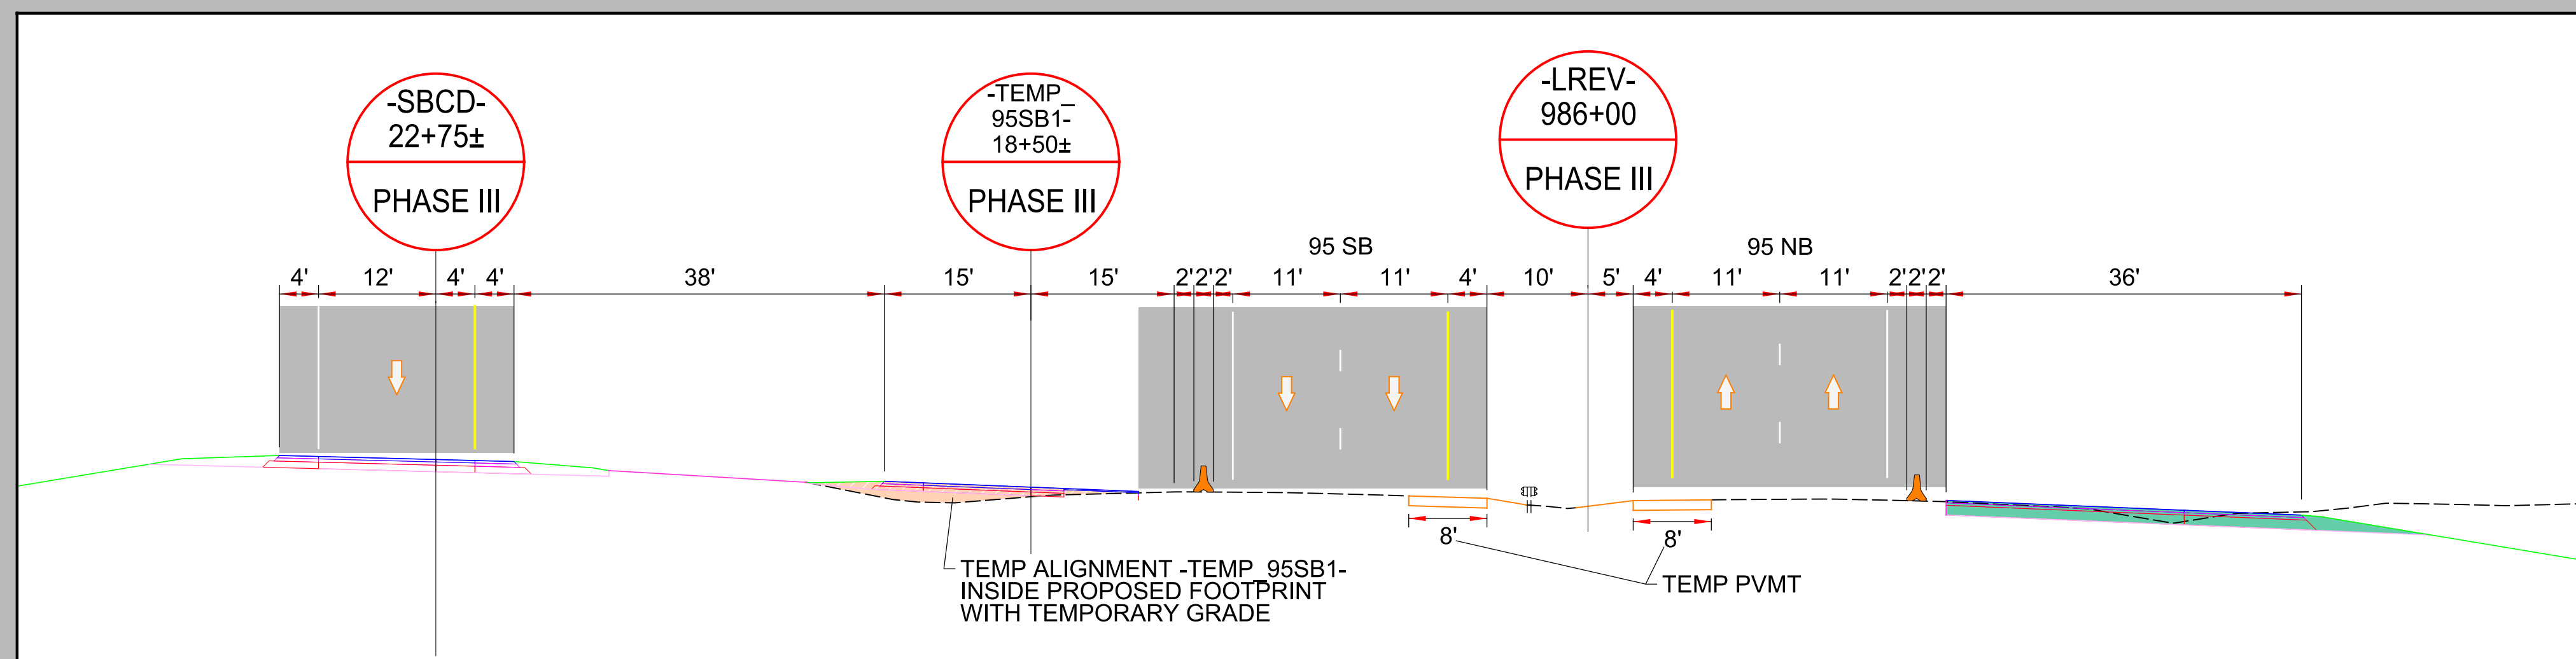 -SBCD-
22+75±
PHASE III
-TEMP_
95SB1-
18+50±
PHASE III
-LREV-
986+00
PHASE III
95 SB
95 NB
4' 12' 4' 4' 38' 15' 15' 2' 2' 2' 11' 11' 4' 10' 5' 4' 11' 11' 2' 2' 2' 36'
8' 8'
TEMP ALIGNMENT -TEMP_95SB1-
INSIDE PROPOSED FOOTPRINT
WITH TEMPORARY GRADE
TEMP PVMT